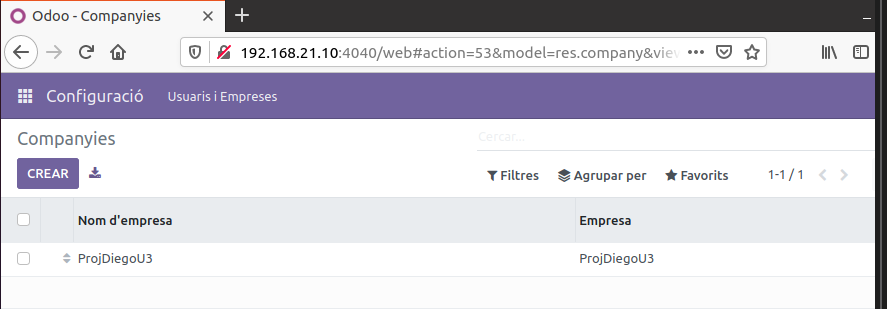 Odoo - Companyies
192.168.21.10:4040/web#action=53&model=res.company&view
Configuració Usuaris i Empreses
Companyies
Cercar...
CREAR Filtres Agrupar per Favorits 1-1 / 1
Nom d'empresa Empresa
ProjDiegoU3 ProjDiegoU3